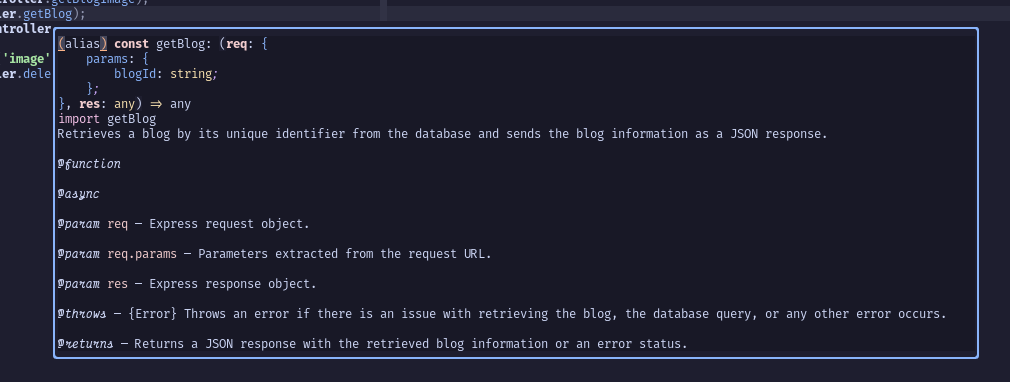 ler.getBlogImage);
ler.getBlog);
ntroller
'image'
ler.dele
(alias) const getBlog: (req: {
params: {
blogId: string;
};
}, res: any) => any
import getBlog
Retrieves a blog by its unique identifier from the database and sends the blog information as a JSON response.
@function
@async
@param req — Express request object.
@param req.params — Parameters extracted from the request URL.
@param res — Express response object.
@throws — {Error} Throws an error if there is an issue with retrieving the blog, the database query, or any other error occurs.
@returns — Returns a JSON response with the retrieved blog information or an error status.